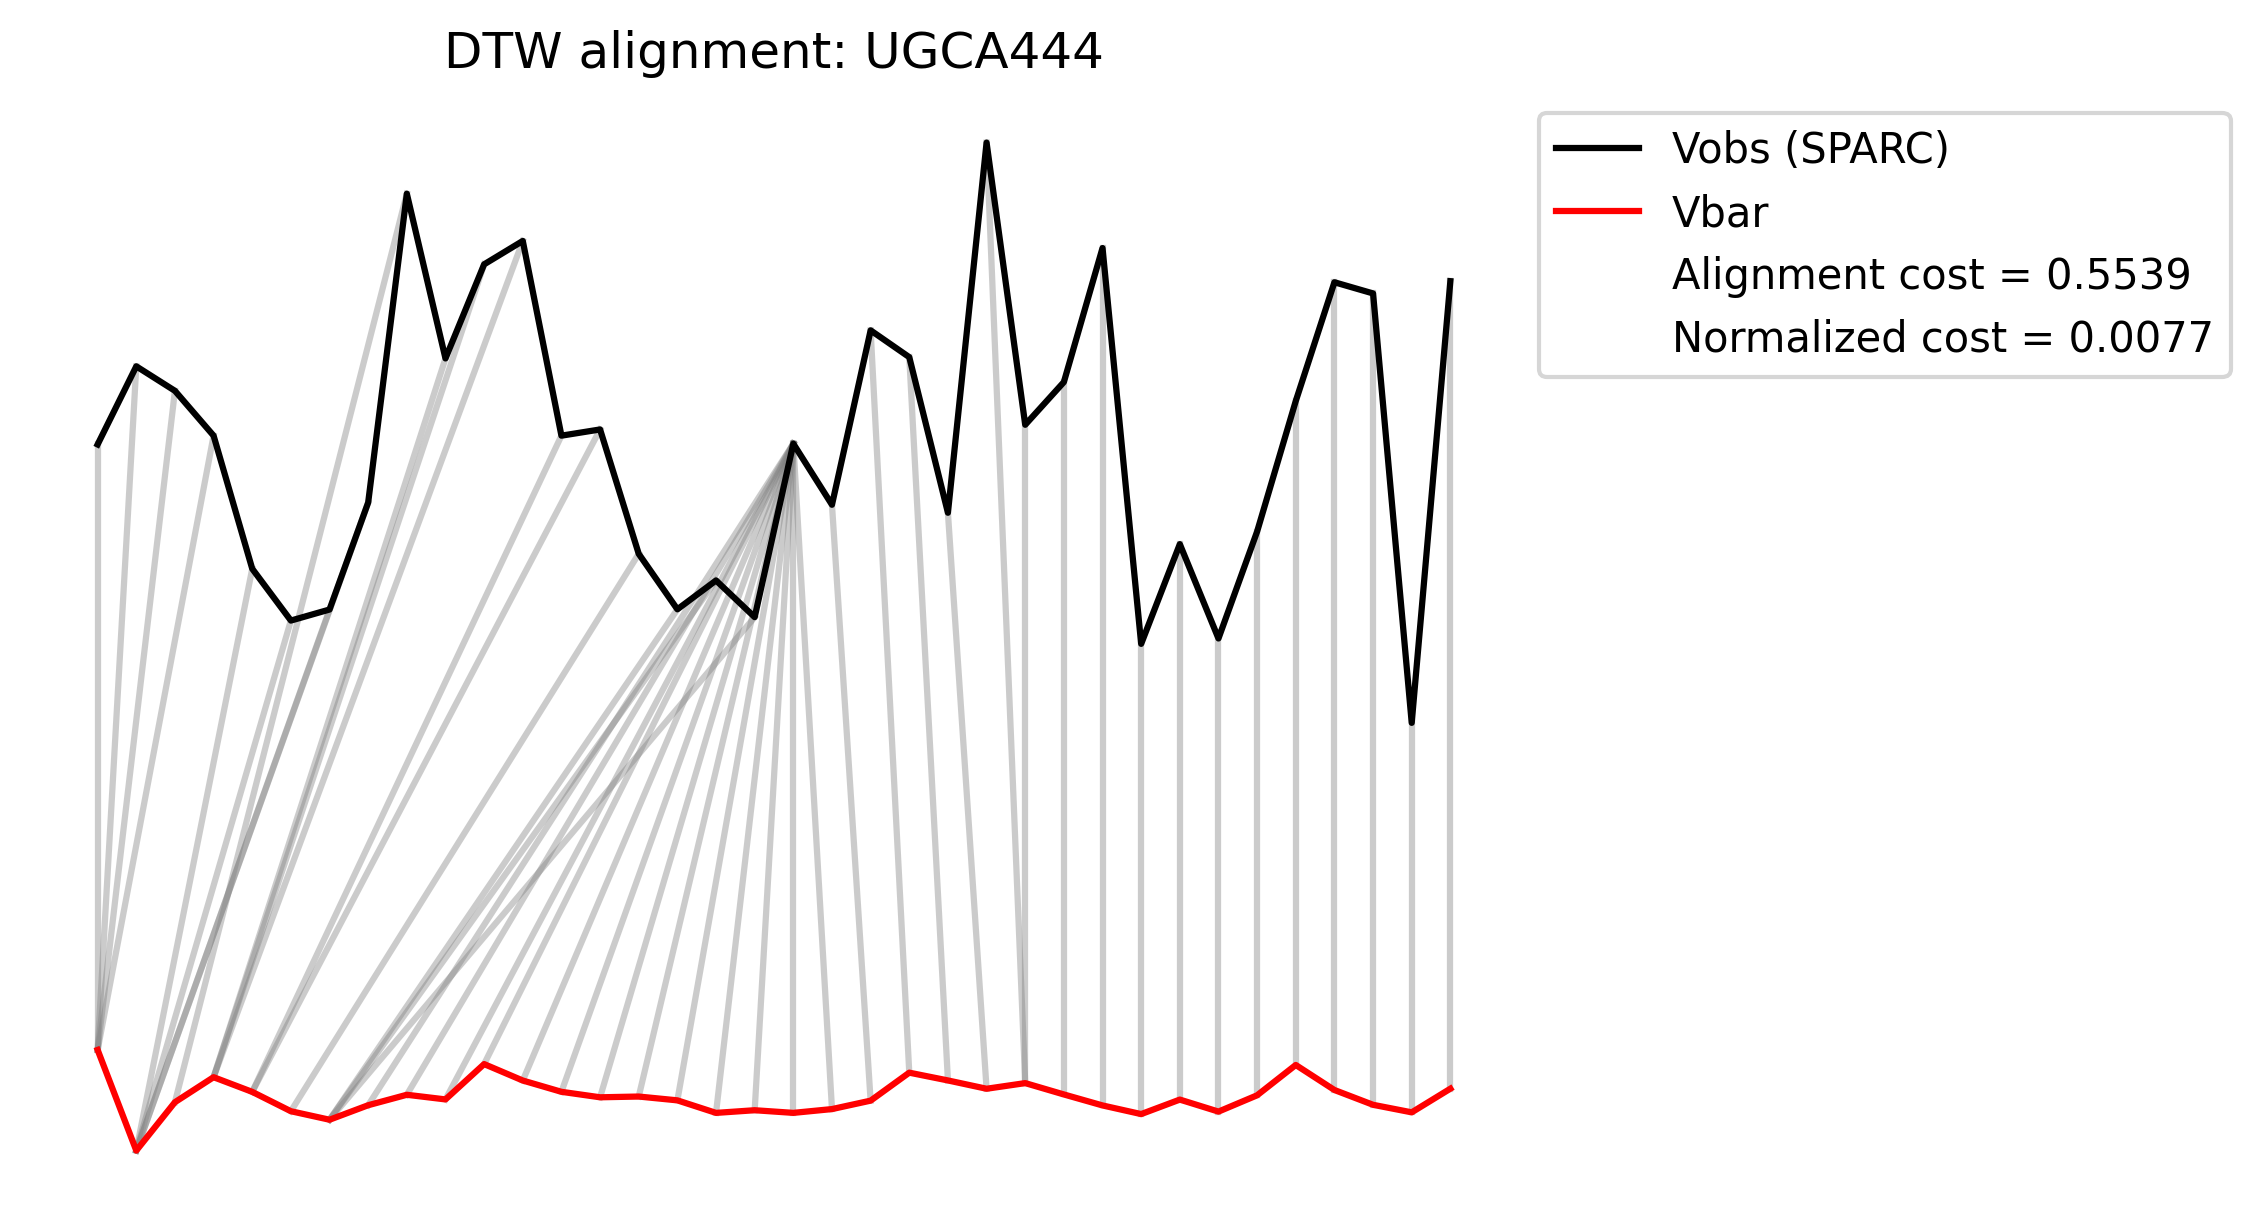 DTW alignment: UGCA444
Vobs (SPARC)
Vbar
Alignment cost = 0.5539
Normalized cost = 0.0077